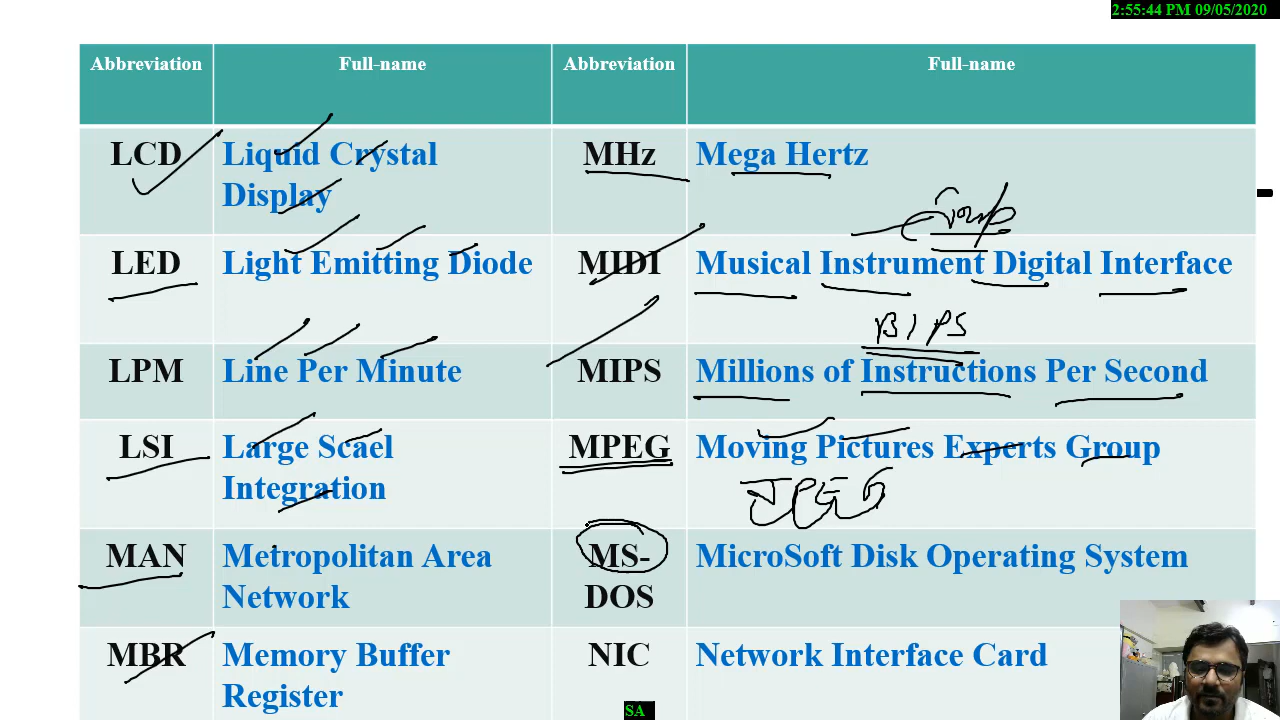 2:55:44 PM 09/05/2020
Abbreviation Full-name Abbreviation Full-name
LCD Liquid Crystal Display MHz Mega Hertz
Group
LED Light Emitting Diode MIDI Musical Instrument Digital Interface
BIPS
LPM Line Per Minute MIPS Millions of Instructions Per Second
LSI Large Scael Integration MPEG Moving Pictures Experts Group
JPEG
MAN Metropolitan Area Network MS-DOS MicroSoft Disk Operating System
MBR Memory Buffer Register NIC Network Interface Card
SA